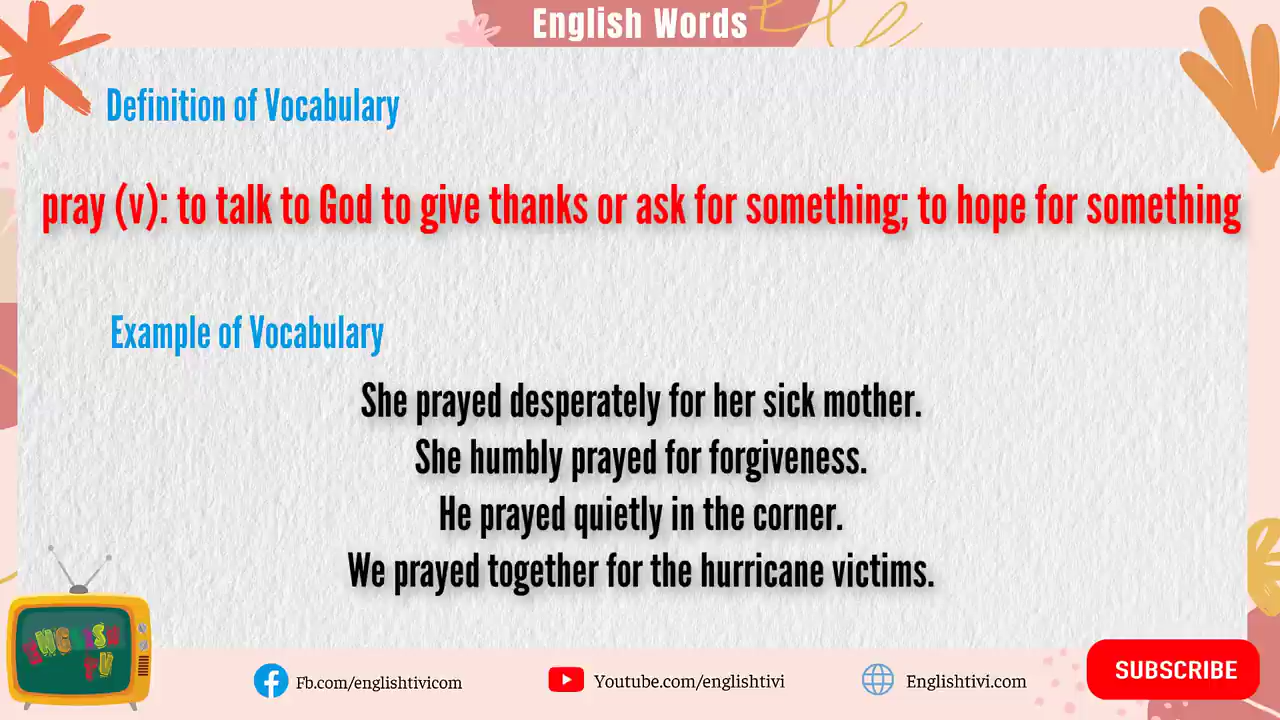 English Words
Definition of Vocabulary
pray (v): to talk to God to give thanks or ask for something; to hope for something
Example of Vocabulary
She prayed desperately for her sick mother.
She humbly prayed for forgiveness.
He prayed quietly in the corner.
We prayed together for the hurricane victims.
ENGLISH
TV
Fb.com/englishtivicom
Youtube.com/englishtivi
Englishtivi.com
SUBSCRIBE